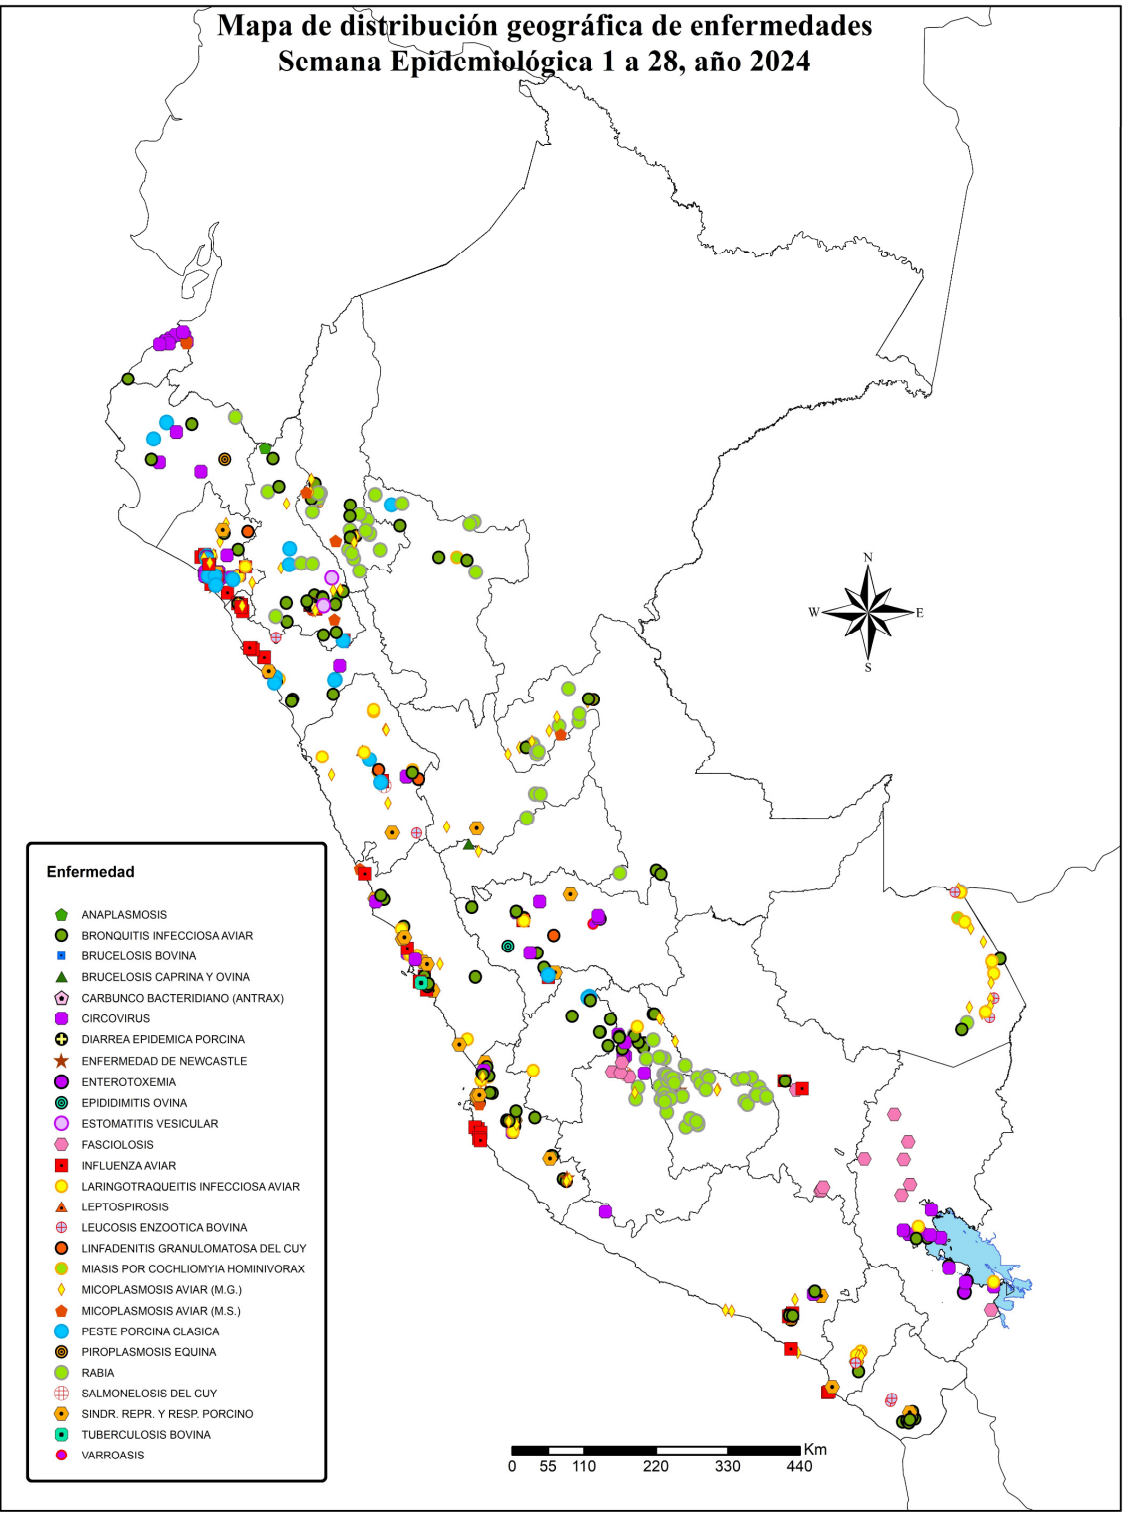 Mapa de distribución geográfica de enfermedades
Semana Epidemiológica 1 a 28, año 2024
N
W
E
S
Enfermedad
ANAPLASMOSIS
BRONQUITIS INFECCIOSA AVIAR
BRUCELOSIS BOVINA
BRUCELOSIS CAPRINA Y OVINA
CARBUNCO BACTERIDIANO (ANTRAX)
CIRCOVIRUS
DIARREA EPIDEMICA PORCINA
ENFERMEDAD DE NEWCASTLE
ENTEROTOXEMIA
EPIDIDIMITIS OVINA
ESTOMATITIS VESICULAR
FASCIOLOSIS
INFLUENZA AVIAR
LARINGOTRAQUEITIS INFECCIOSA AVIAR
LEPTOSPIROSIS
LEUCOSIS ENZOOTICA BOVINA
LINFADENITIS GRANULOMATOSA DEL CUY
MIASIS POR COCHLIOMYIA HOMINIVORAX
MICOPLASMOSIS AVIAR (M.G.)
MICOPLASMOSIS AVIAR (M.S.)
PESTE PORCINA CLASICA
PIROPLASMOSIS EQUINA
RABIA
SALMONELOSIS DEL CUY
SINDR. REPR. Y RESP. PORCINO
TUBERCULOSIS BOVINA
VARROASIS
Km
0 55 110 220 330 440